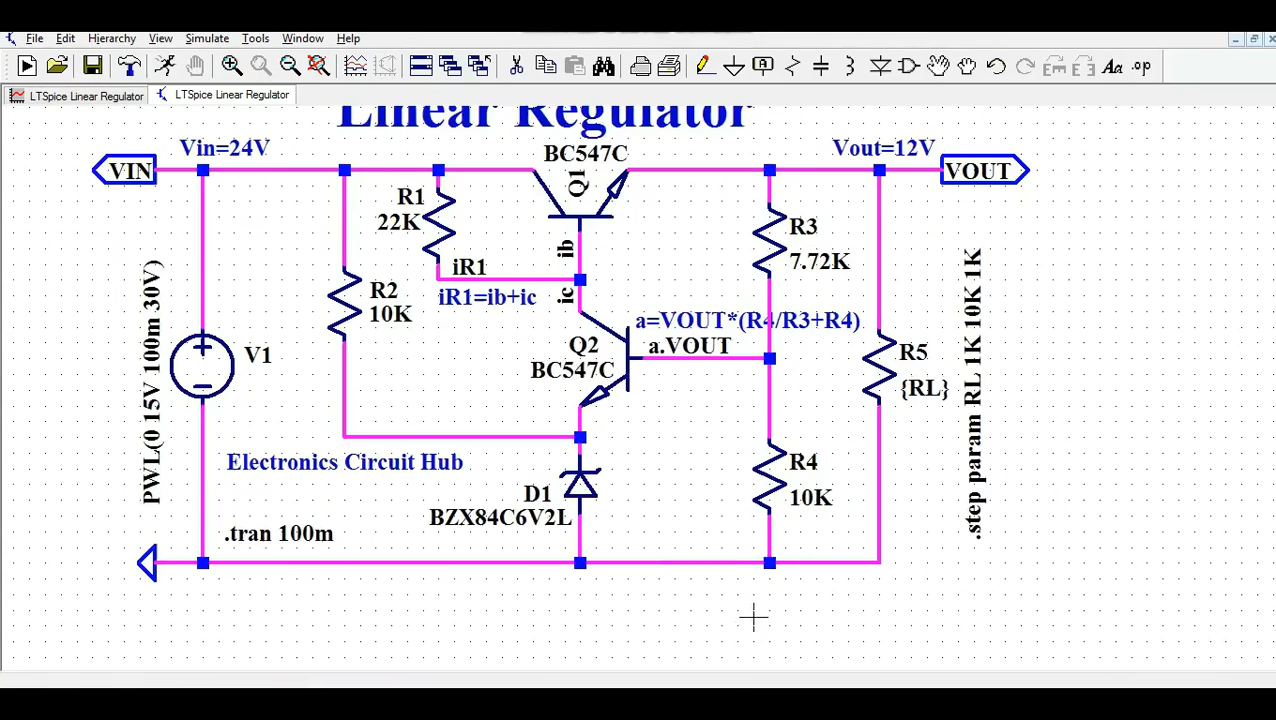 File Edit Hierarchy View Simulate Tools Window Help
.op
LTSpice Linear Regulator LTSpice Linear Regulator
Linear Regulator
Vin=24V
BC547C
Vout=12V
VIN
Q1
VOUT
R1
22K
R3
7.72K
ib
iR1
iR1=ib+ic
ic
R2
10K
a=VOUT*(R4/R3+R4)
a.VOUT
Q2
BC547C
V1
R5
{RL}
PWL(0 15V 100m 30V)
.step param RL 1K 10K 1K
Electronics Circuit Hub
R4
10K
D1
BZX84C6V2L
.tran 100m